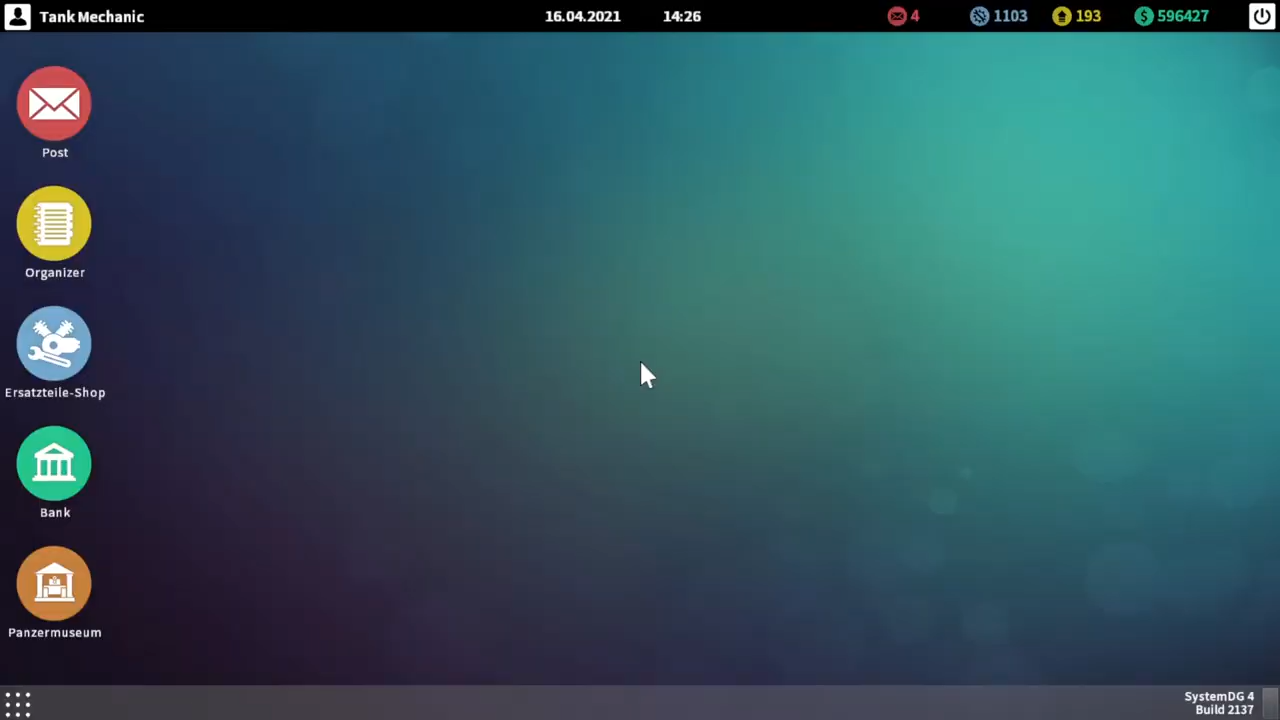 Tank Mechanic
16.04.2021
14:26
4
1103
193
596427
Post
Organizer
Ersatzteile-Shop
Bank
Panzermuseum
SystemDG 4
Build 2137